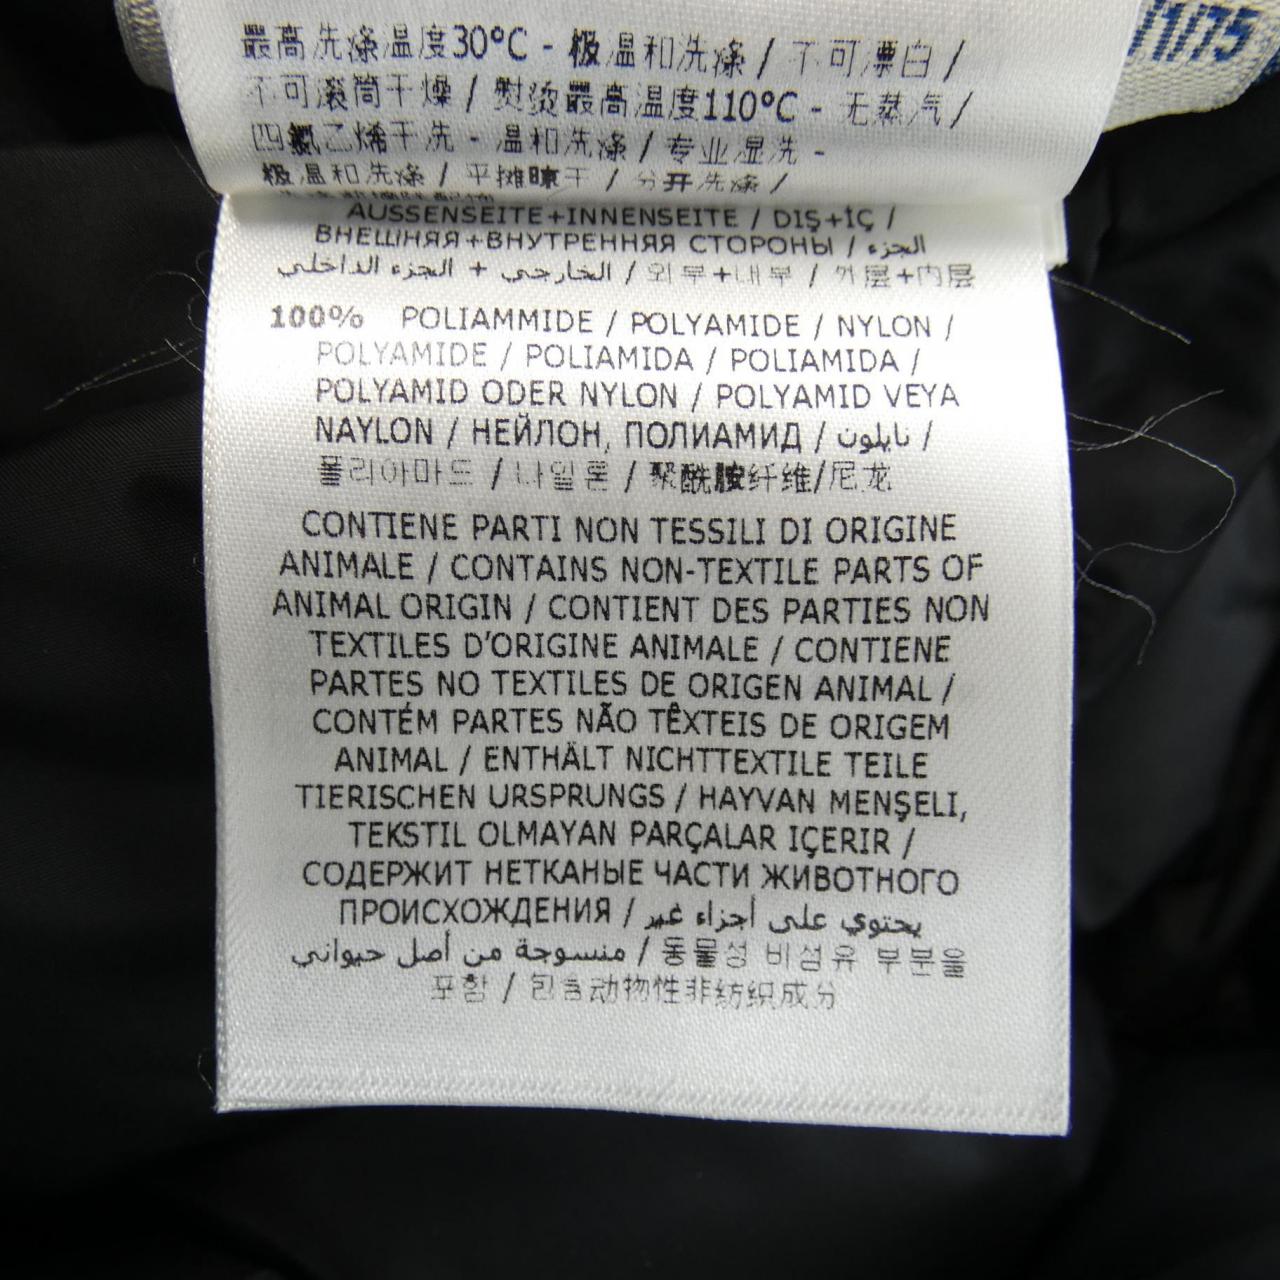 /1/75
最高洗涤温度30°C - 极温和洗涤 / 不可漂白 /
不可滚筒干燥 / 熨烫最高温度110°C - 无蒸汽 /
四氯乙烯干洗 - 温和洗涤 / 专业湿洗 -
极温和洗涤 / 平摊晾干 / 分开洗涤 /
AUSSENSEITE+INNENSEITE / DIŞ+İÇ /
ВНЕШНЯЯ+ВНУТРЕННЯЯ СТОРОНЫ / الجزء
الخارجي + الجزء الداخلي / 외부+내부 / 外层+内层
100% POLIAMMIDE / POLYAMIDE / NYLON /
POLYAMIDE / POLIAMIDA / POLIAMIDA /
POLYAMID ODER NYLON / POLYAMID VEYA
NAYLON / НЕЙЛОН, ПОЛИАМИД / نايلون /
폴리아마드 / 나일론 / 聚酰胺纤维/尼龙
CONTIENE PARTI NON TESSILI DI ORIGINE
ANIMALE / CONTAINS NON-TEXTILE PARTS OF
ANIMAL ORIGIN / CONTIENT DES PARTIES NON
TEXTILES D'ORIGINE ANIMALE / CONTIENE
PARTES NO TEXTILES DE ORIGEN ANIMAL /
CONTÉM PARTES NÃO TÊXTEIS DE ORIGEM
ANIMAL / ENTHÄLT NICHTTEXTILE TEILE
TIERISCHEN URSPRUNGS / HAYVAN MENŞELI,
TEKSTIL OLMAYAN PARÇALAR IÇERIR /
СОДЕРЖИТ НЕТКАНЫЕ ЧАСТИ ЖИВОТНОГО
ПРОИСХОЖДЕНИЯ / يحتوي على أجزاء غير
منسوجة من أصل حيواني / 동물성 비섬유 부분을
포함 / 包含动物性非纺织成分